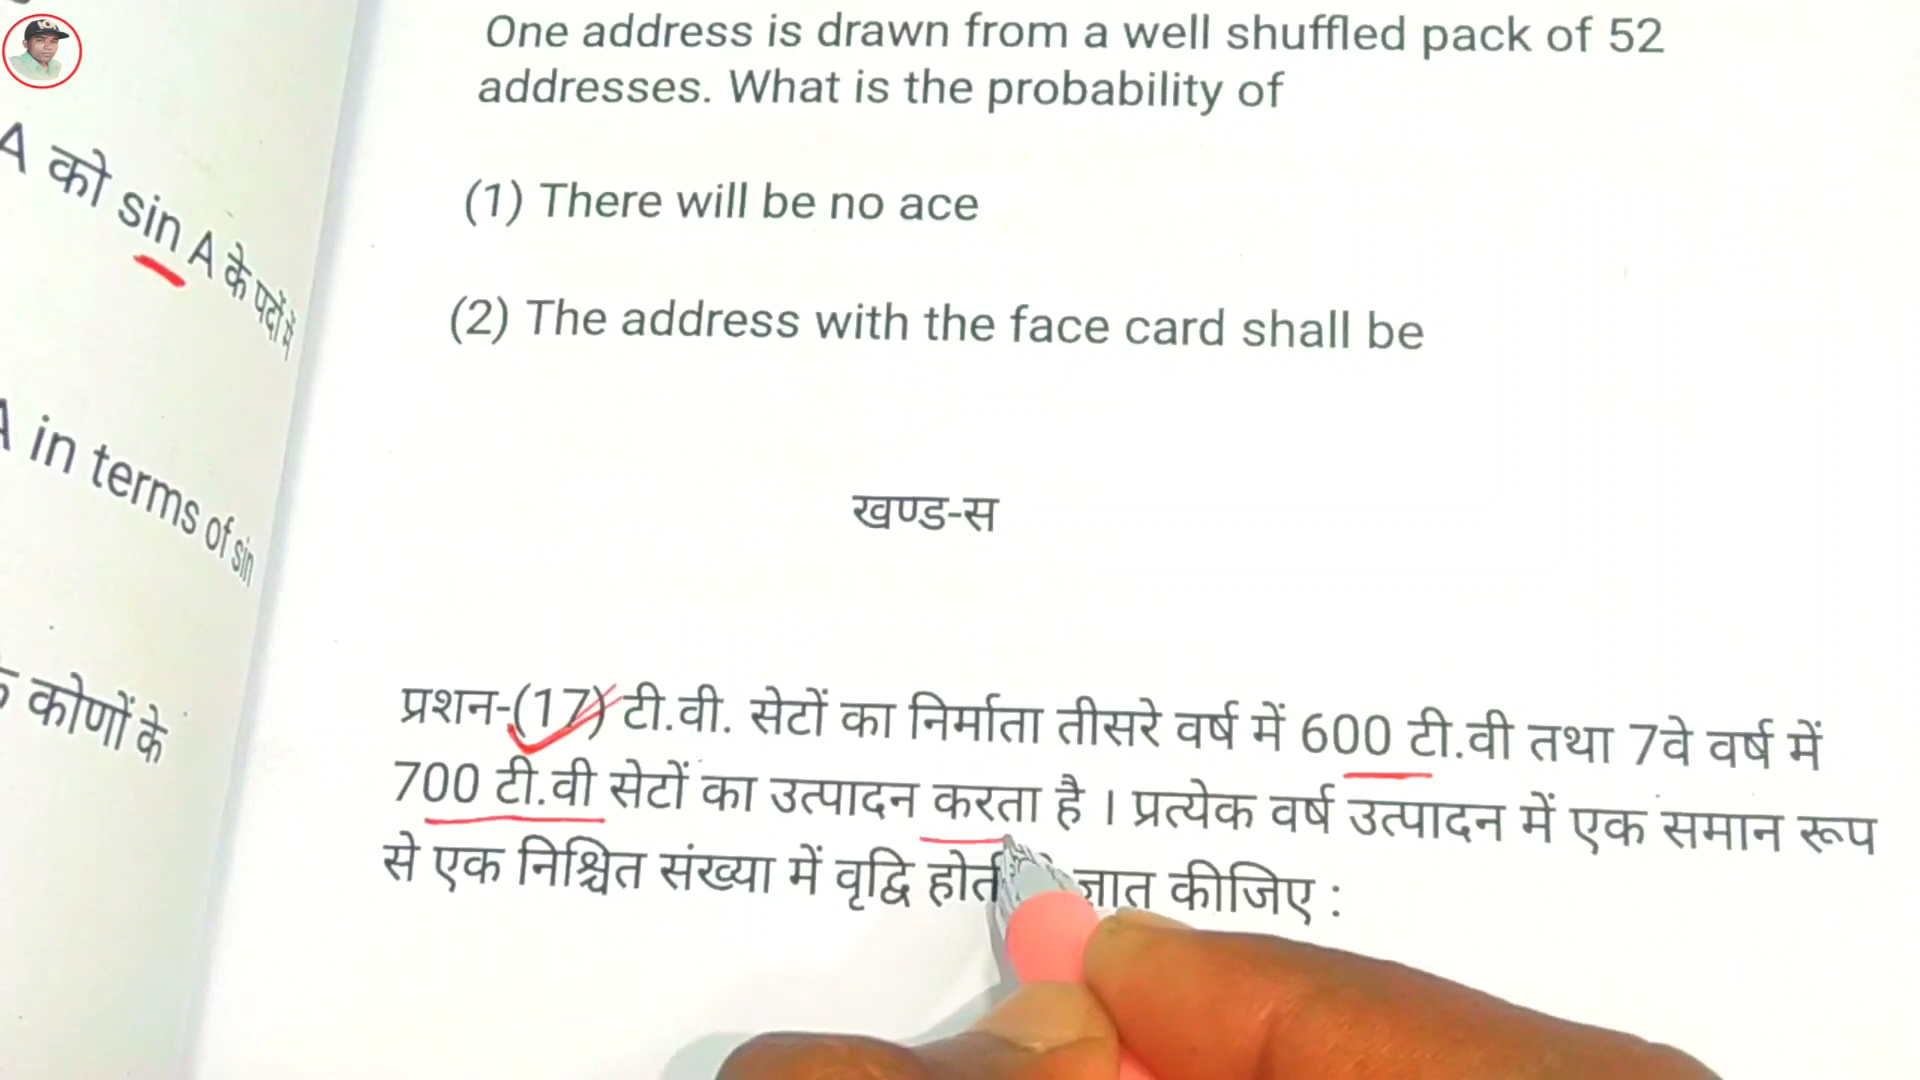 One address is drawn from a well shuffled pack of 52
addresses. What is the probability of
(1) There will be no ace
(2) The address with the face card shall be
खण्ड-स
प्रशन-(17) टी.वी. सेटों का निर्माता तीसरे वर्ष में 600 टी.वी तथा 7वे वर्ष में
700 टी.वी सेटों का उत्पादन करता है । प्रत्येक वर्ष उत्पादन में एक समान रूप
से एक निश्चित संख्या में वृद्वि ज्ञात कीजिए :
A को sin A के पदों में
A in terms of sin
कोणों के